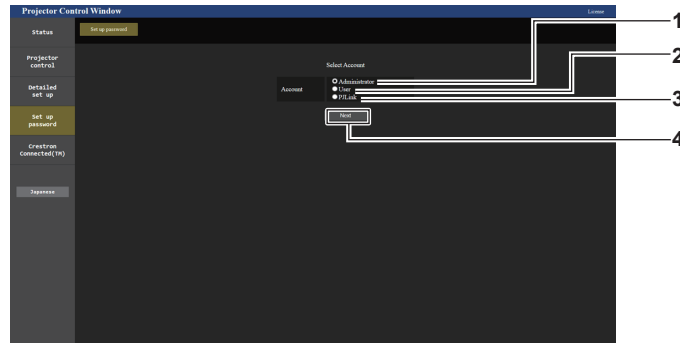 Projector Control Window
License
Status
Set up password
Projector
control
Detailed
set up
Set up
password
Crestron
Connected(TM)
Japanese
Select Account
Account
Administrator
User
PJLink
Next
1
2
3
4